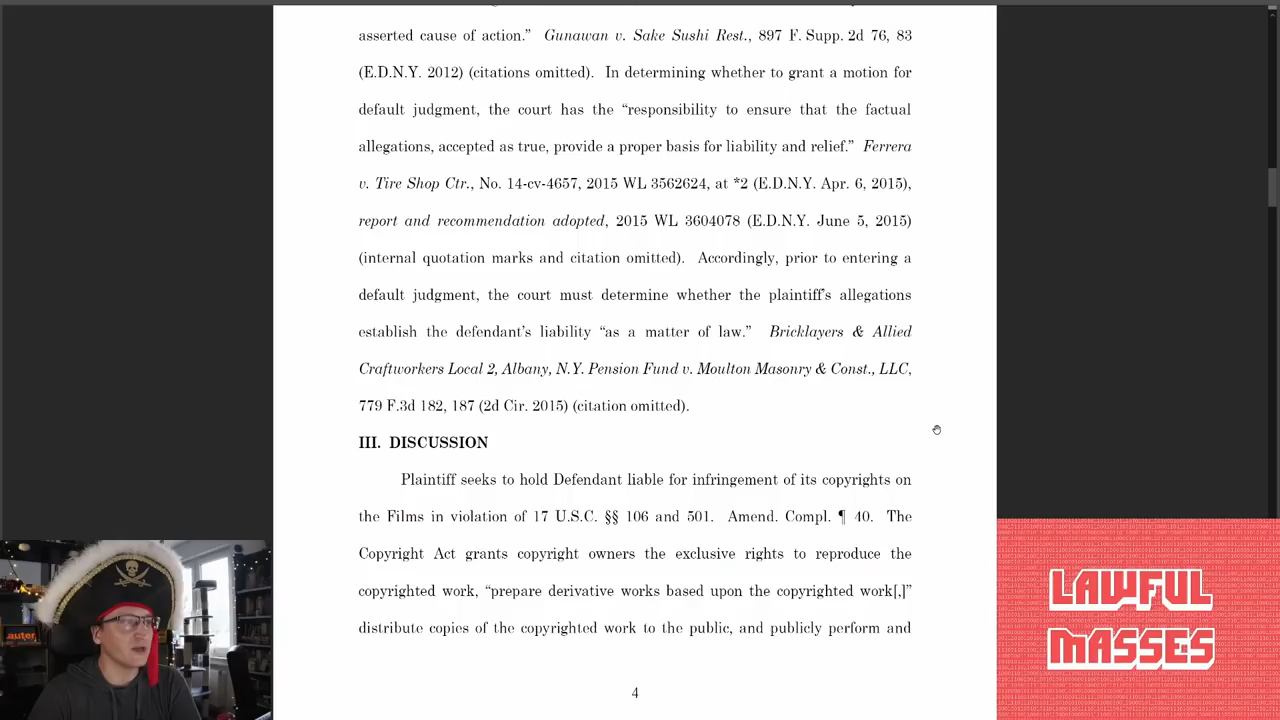 asserted cause of action.” Gunawan v. Sake Sushi Rest., 897 F. Supp. 2d 76, 83
(E.D.N.Y. 2012) (citations omitted). In determining whether to grant a motion for
default judgment, the court has the “responsibility to ensure that the factual
allegations, accepted as true, provide a proper basis for liability and relief.” Ferrera
v. Tire Shop Ctr., No. 14-cv-4657, 2015 WL 3562624, at *2 (E.D.N.Y. Apr. 6, 2015),
report and recommendation adopted, 2015 WL 3604078 (E.D.N.Y. June 5, 2015)
(internal quotation marks and citation omitted). Accordingly, prior to entering a
default judgment, the court must determine whether the plaintiff’s allegations
establish the defendant’s liability “as a matter of law.” Bricklayers & Allied
Craftworkers Local 2, Albany, N.Y. Pension Fund v. Moulton Masonry & Const., LLC,
779 F.3d 182, 187 (2d Cir. 2015) (citation omitted).
III. DISCUSSION
Plaintiff seeks to hold Defendant liable for infringement of its copyrights on
the Films in violation of 17 U.S.C. §§ 106 and 501. Amend. Compl. ¶ 40. The
Copyright Act grants copyright owners the exclusive rights to reproduce the
copyrighted work, “prepare derivative works based upon the copyrighted work[,]”
distribute copies of the copyrighted work to the public, and publicly perform and
4
LAWFUL
MASSES